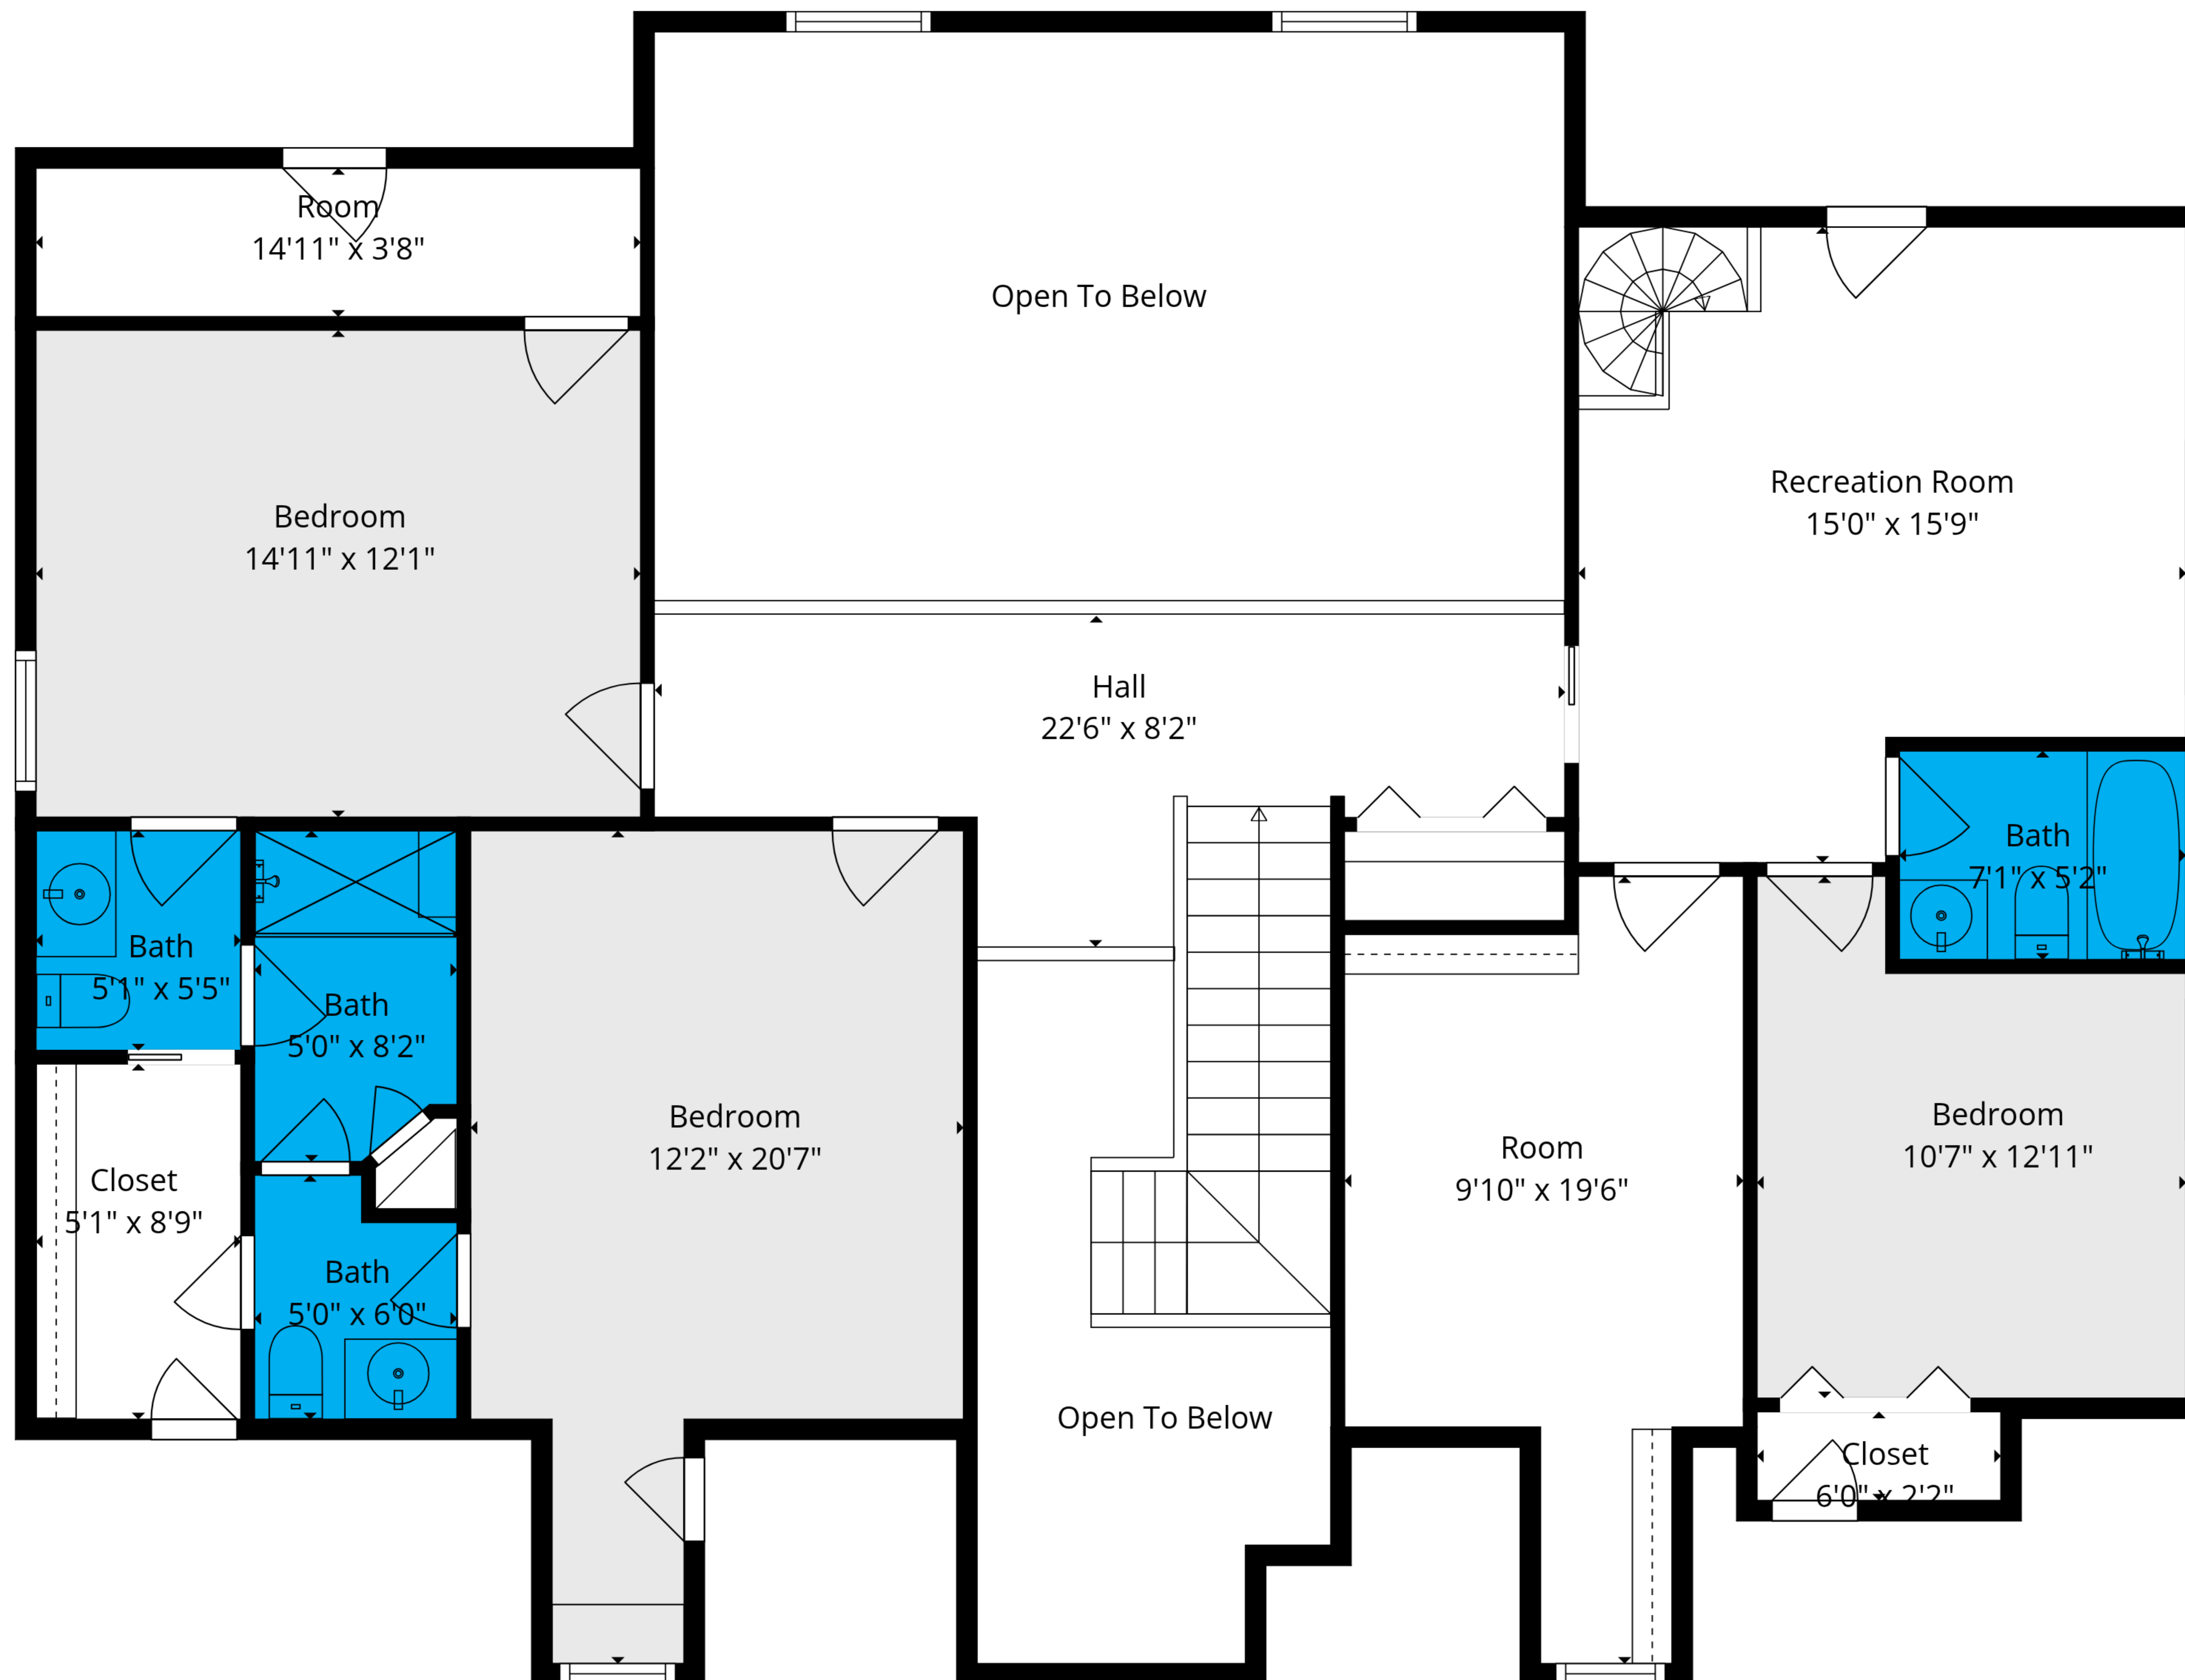 Room
14'11" x 3'8"
Open To Below
Recreation Room
15'0" x 15'9"
Bedroom
14'11" x 12'1"
Hall
22'6" x 8'2"
Bath
7'1" x 5'2"
Bath
5'1" x 5'5"
Bath
5'0" x 8'2"
Bedroom
12'2" x 20'7"
Room
9'10" x 19'6"
Bedroom
10'7" x 12'11"
Closet
5'1" x 8'9"
Bath
5'0" x 6'0"
Open To Below
Closet
6'0" x 2'2"